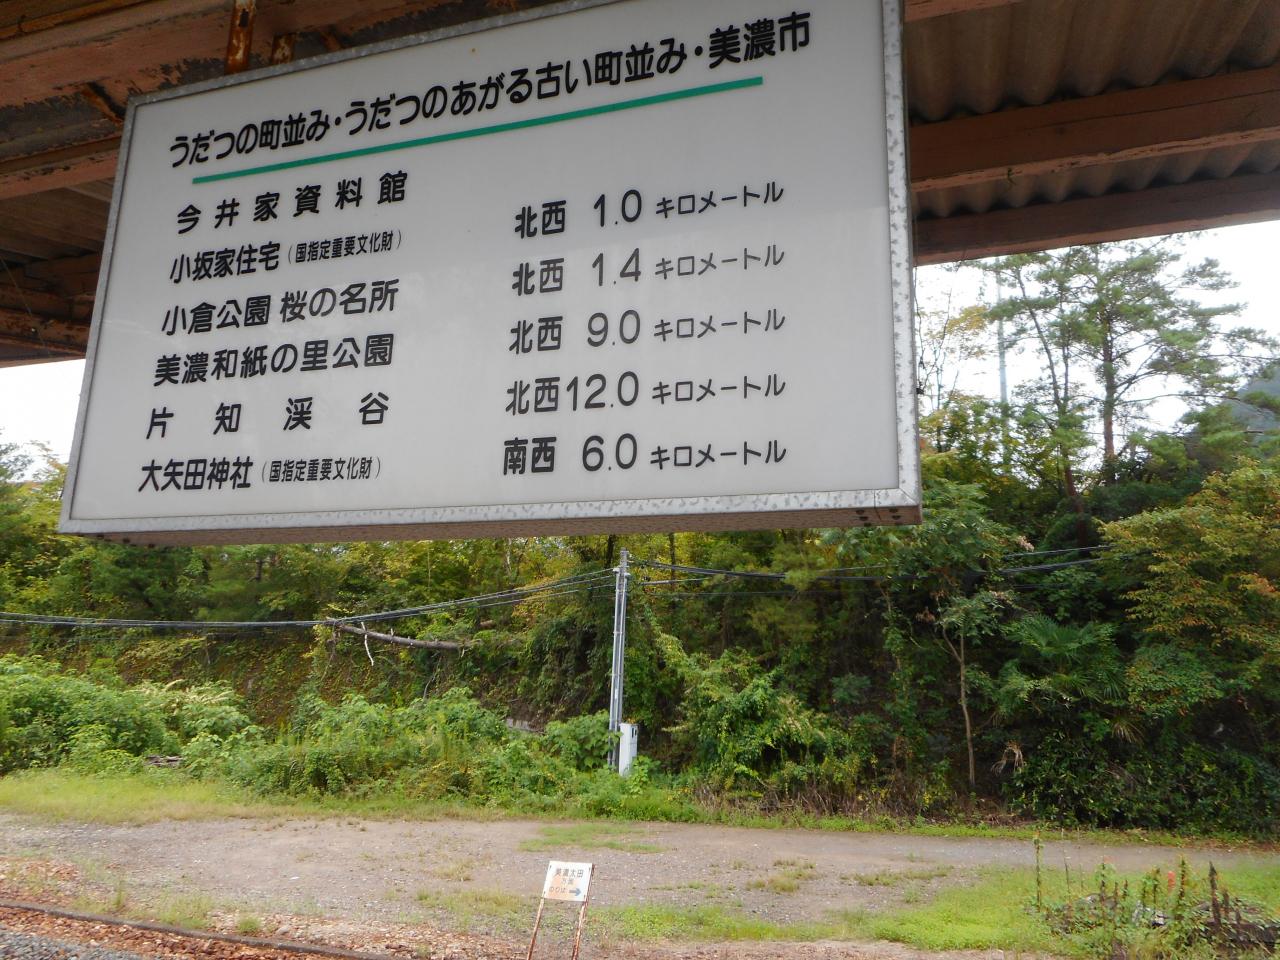 うだつの町並み・うだつのあがる古い町並み・美濃市
今井家資料館
小坂家住宅（国指定重要文化財） 北西 1.0 キロメートル
小倉公園 桜の名所 北西 1.4 キロメートル
美濃和紙の里公園 北西 9.0 キロメートル
片知渓谷 北西 12.0 キロメートル
大矢田神社（国指定重要文化財） 南西 6.0 キロメートル
美濃太田
方面
のりば →